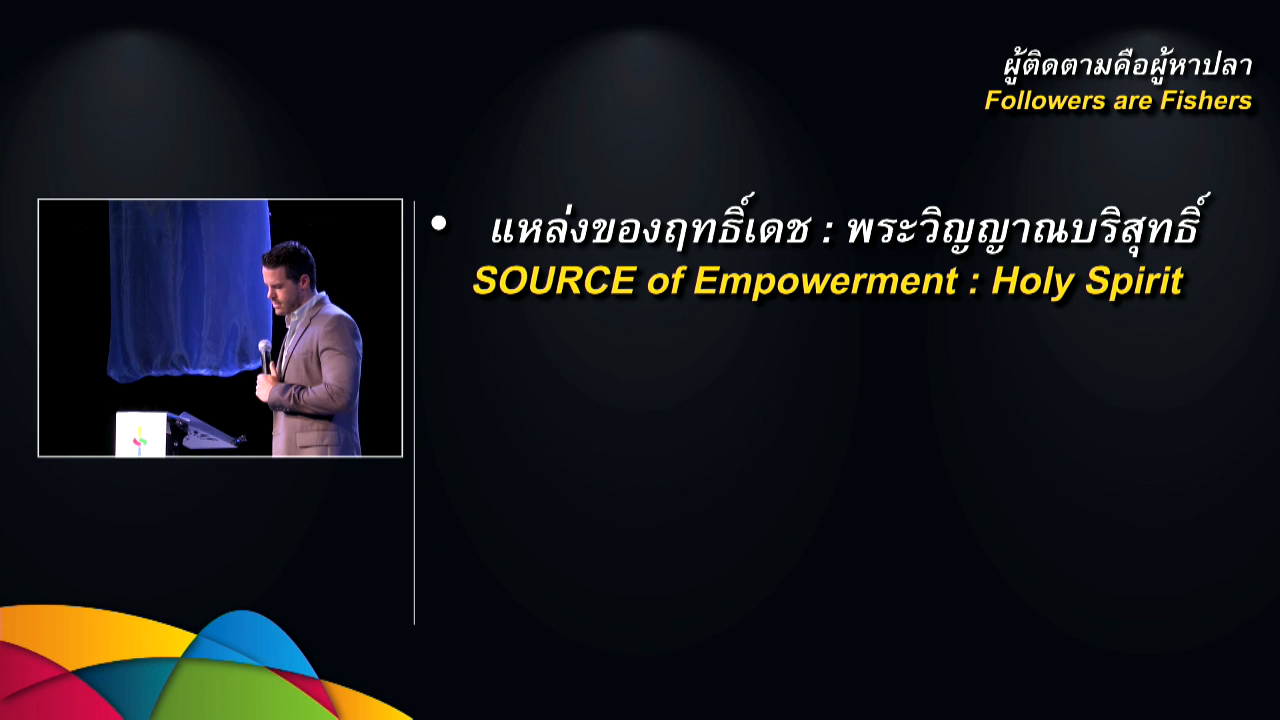 ผู้ติดตามคือผู้หาปลา
Followers are Fishers
• แหล่งของฤทธิ์เดช : พระวิญญาณบริสุทธิ์
SOURCE of Empowerment : Holy Spirit